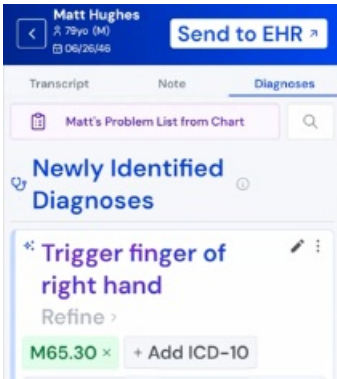 Matt Hughes
79yo (M)
06/26/46
Send to EHR
Transcript Note Diagnoses
Matt's Problem List from Chart
Newly Identified
Diagnoses
Trigger finger of
right hand
Refine >
M65.30 × + Add ICD-10